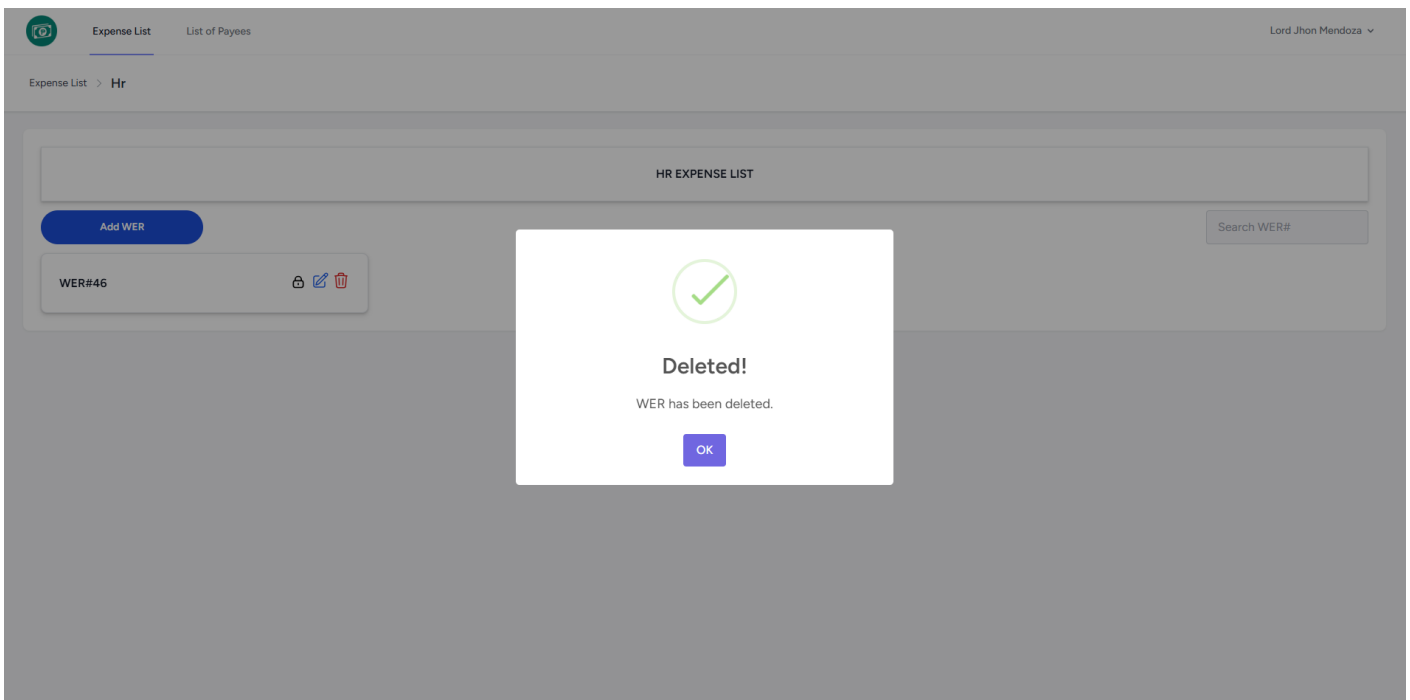 Expense List
List of Payees
Lord Jhon Mendoza
Expense List > Hr
HR EXPENSE LIST
Add WER
Search WER#
WER#46
Deleted!
WER has been deleted.
OK